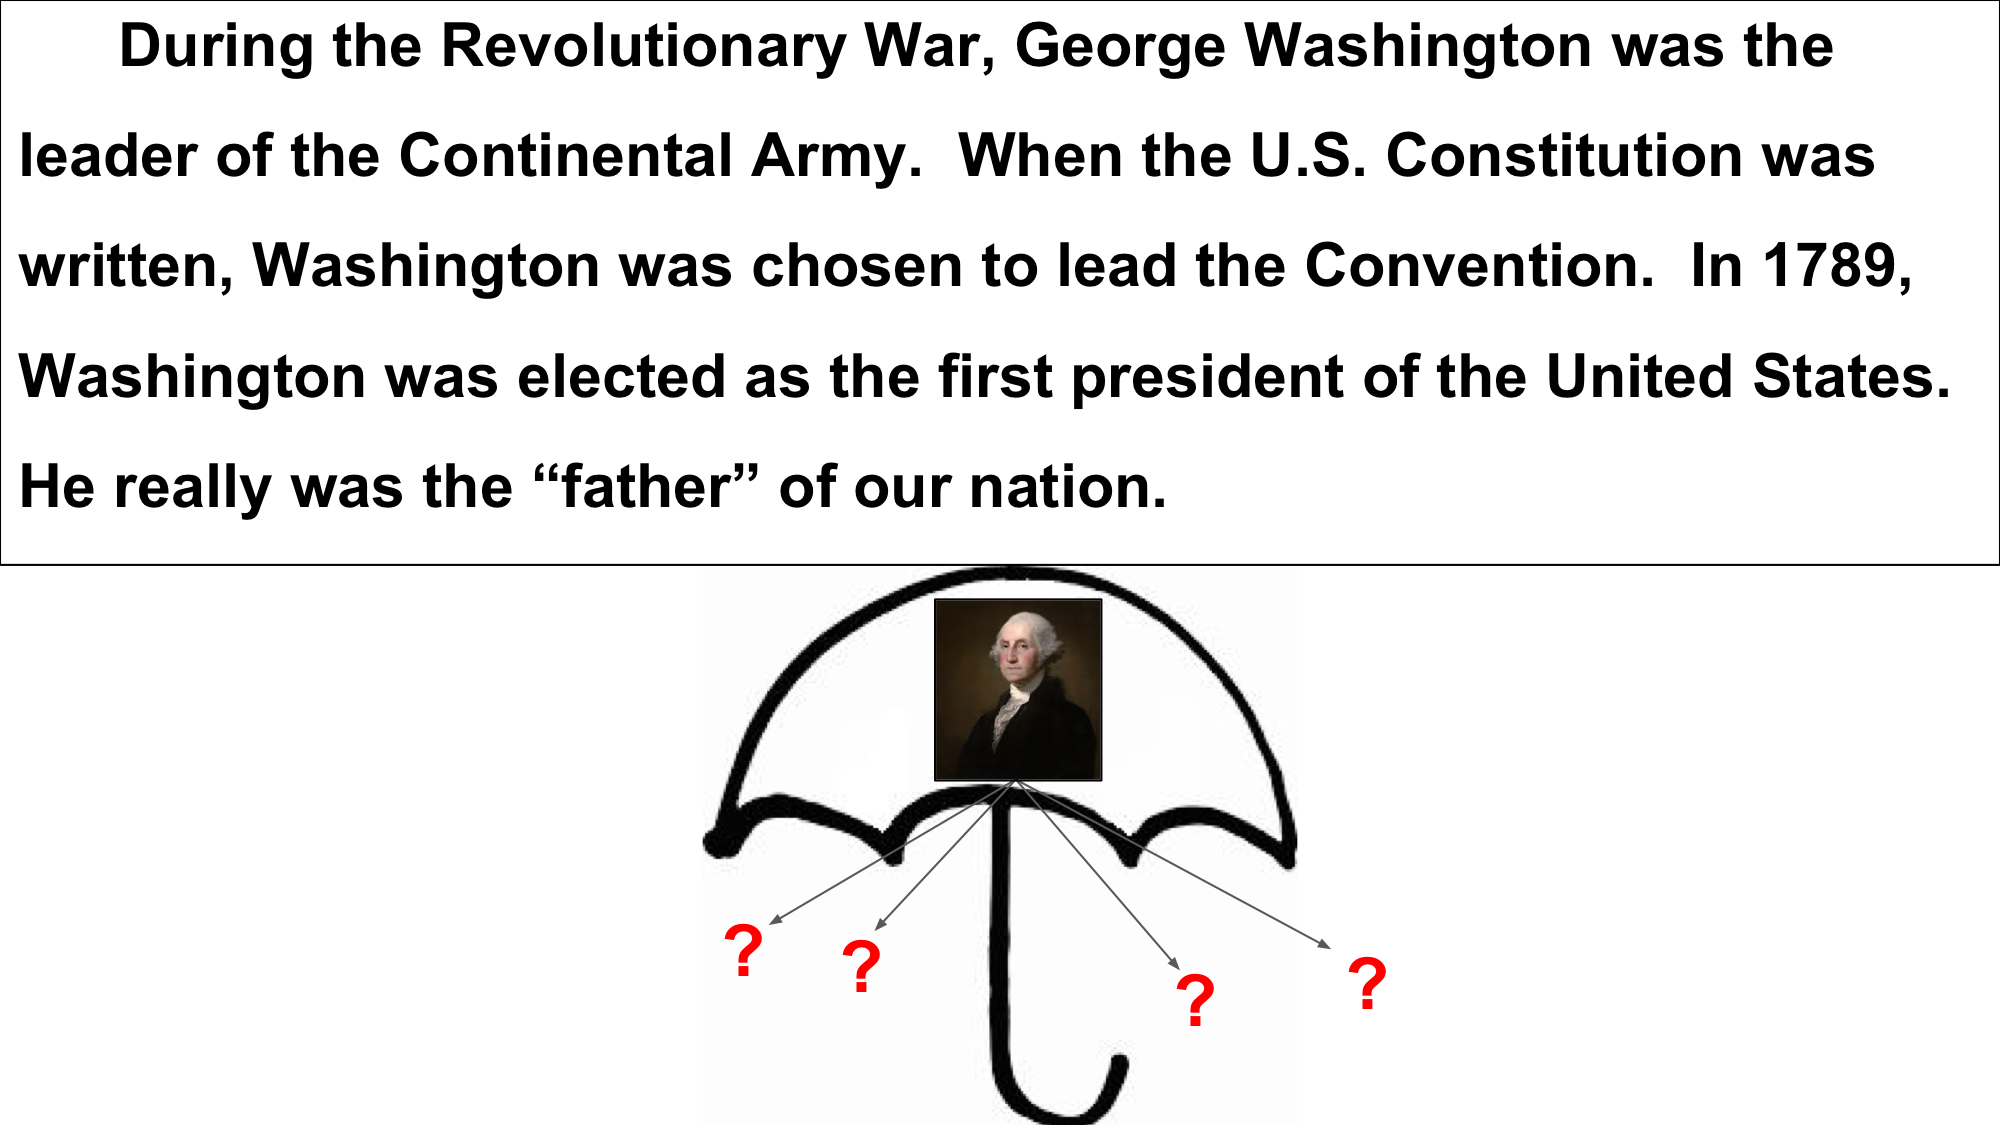 During the Revolutionary War, George Washington was the
leader of the Continental Army.  When the U.S. Constitution was
written, Washington was chosen to lead the Convention.  In 1789,
Washington was elected as the first president of the United States.
He really was the “father” of our nation.
? ? ? ?